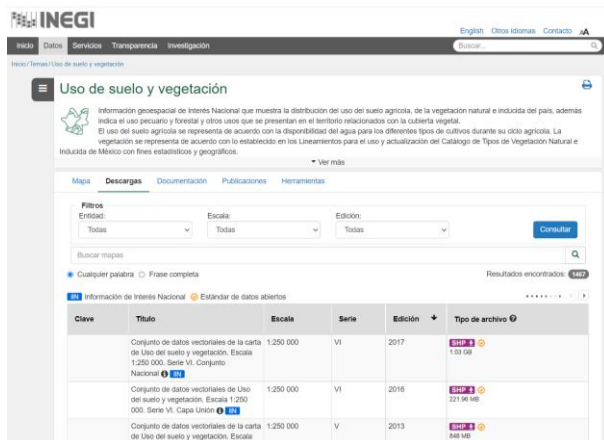 INEGI
English Otros idiomas Contacto AA
Inicio Datos Servicios Transparencia Investigación Buscar...
Inicio / Temas / Uso de suelo y vegetación
Uso de suelo y vegetación
Información geoespacial de Interés Nacional que muestra la distribución del uso del suelo agrícola, de la vegetación natural e inducida del país, además
indica el uso pecuario y forestal y otros usos que se presentan en el territorio relacionados con la cubierta vegetal.
El uso del suelo agrícola se representa de acuerdo con la disponibilidad del agua para los diferentes tipos de cultivos durante su ciclo agrícola. La
vegetación se representa de acuerdo con lo establecido en los Lineamientos para el uso y actualización del Catálogo de Tipos de Vegetación Natural e
Inducida de México con fines estadísticos y geográficos.
Ver más
Mapa Descargas Documentación Publicaciones Herramientas
Filtros
Entidad: Escala: Edición:
Todas Todas Todas Consultar
Buscar mapas
Cualquier palabra Frase completa Resultados encontrados: 1467
IN Información de Interés Nacional Estándar de datos abiertos
Clave Título Escala Serie Edición Tipo de archivo
Conjunto de datos vectoriales de la carta 1:250 000 VI 2017 SHP
de Uso del suelo y vegetación. Escala 1.03 GB
1:250 000. Serie VI. Conjunto
Nacional IN
Conjunto de datos vectoriales de Uso 1:250 000 VI 2016 SHP
del suelo y vegetación. Escala 1:250 221.96 MB
000. Serie VI. Capa Unión IN
Conjunto de datos vectoriales de la carta 1:250 000 V 2013 SHP
de Uso del suelo y vegetación. Escala 848 MB